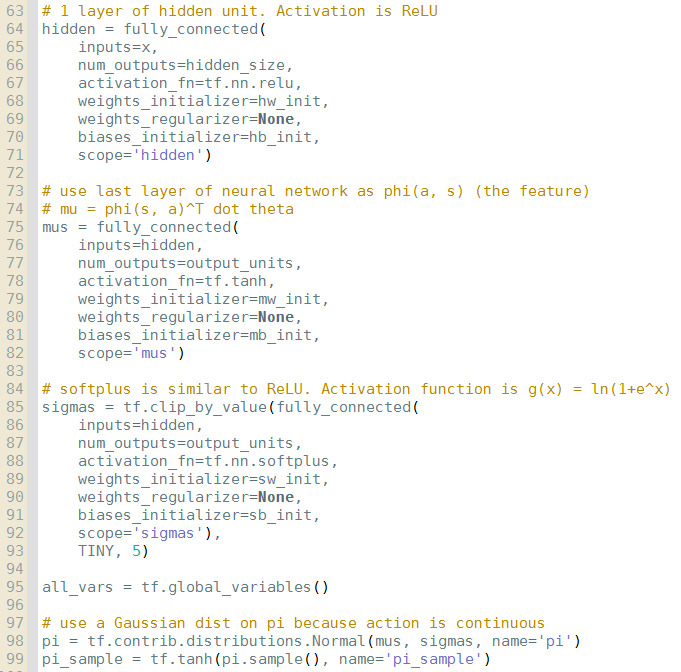 63 # 1 layer of hidden unit. Activation is ReLU
64 hidden = fully_connected(
65     inputs=x,
66     num_outputs=hidden_size,
67     activation_fn=tf.nn.relu,
68     weights_initializer=hw_init,
69     weights_regularizer=None,
70     biases_initializer=hb_init,
71     scope='hidden')
72
73 # use last layer of neural network as phi(a, s) (the feature)
74 # mu = phi(s, a)^T dot theta
75 mus = fully_connected(
76     inputs=hidden,
77     num_outputs=output_units,
78     activation_fn=tf.tanh,
79     weights_initializer=mw_init,
80     weights_regularizer=None,
81     biases_initializer=mb_init,
82     scope='mus')
83
84 # softplus is similar to ReLU. Activation function is g(x) = ln(1+e^x)
85 sigmas = tf.clip_by_value(fully_connected(
86     inputs=hidden,
87     num_outputs=output_units,
88     activation_fn=tf.nn.softplus,
89     weights_initializer=sw_init,
90     weights_regularizer=None,
91     biases_initializer=sb_init,
92     scope='sigmas'),
93     TINY, 5)
94
95 all_vars = tf.global_variables()
96
97 # use a Gaussian dist on pi because action is continuous
98 pi = tf.contrib.distributions.Normal(mus, sigmas, name='pi')
99 pi_sample = tf.tanh(pi.sample(), name='pi_sample')